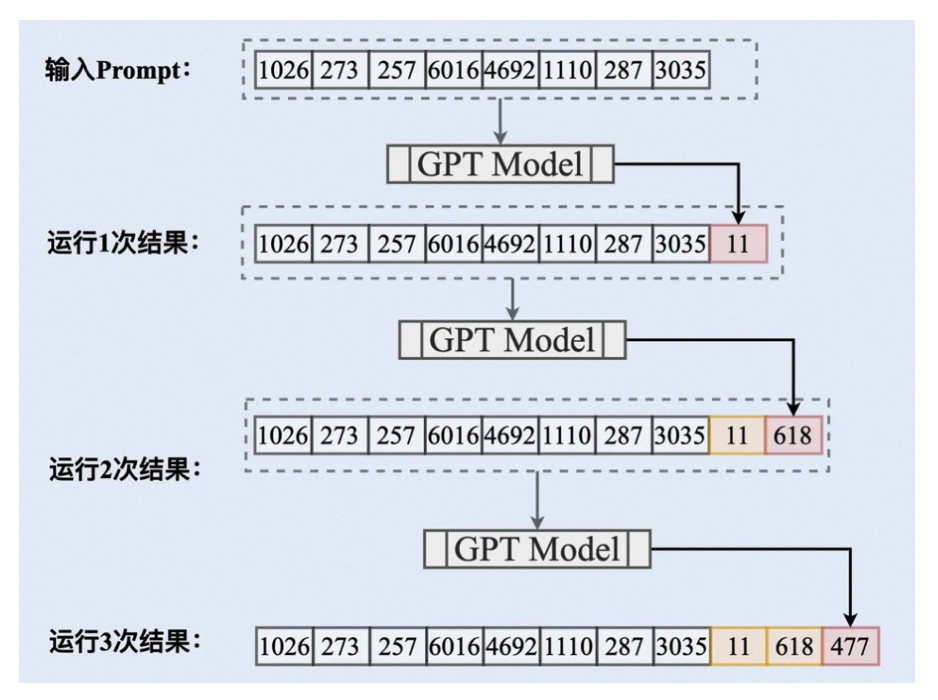 输入Prompt: 1026 273 257 6016 4692 1110 287 3035
GPT Model
运行1次结果: 1026 273 257 6016 4692 1110 287 3035 11
GPT Model
运行2次结果: 1026 273 257 6016 4692 1110 287 3035 11 618
GPT Model
运行3次结果: 1026 273 257 6016 4692 1110 287 3035 11 618 477